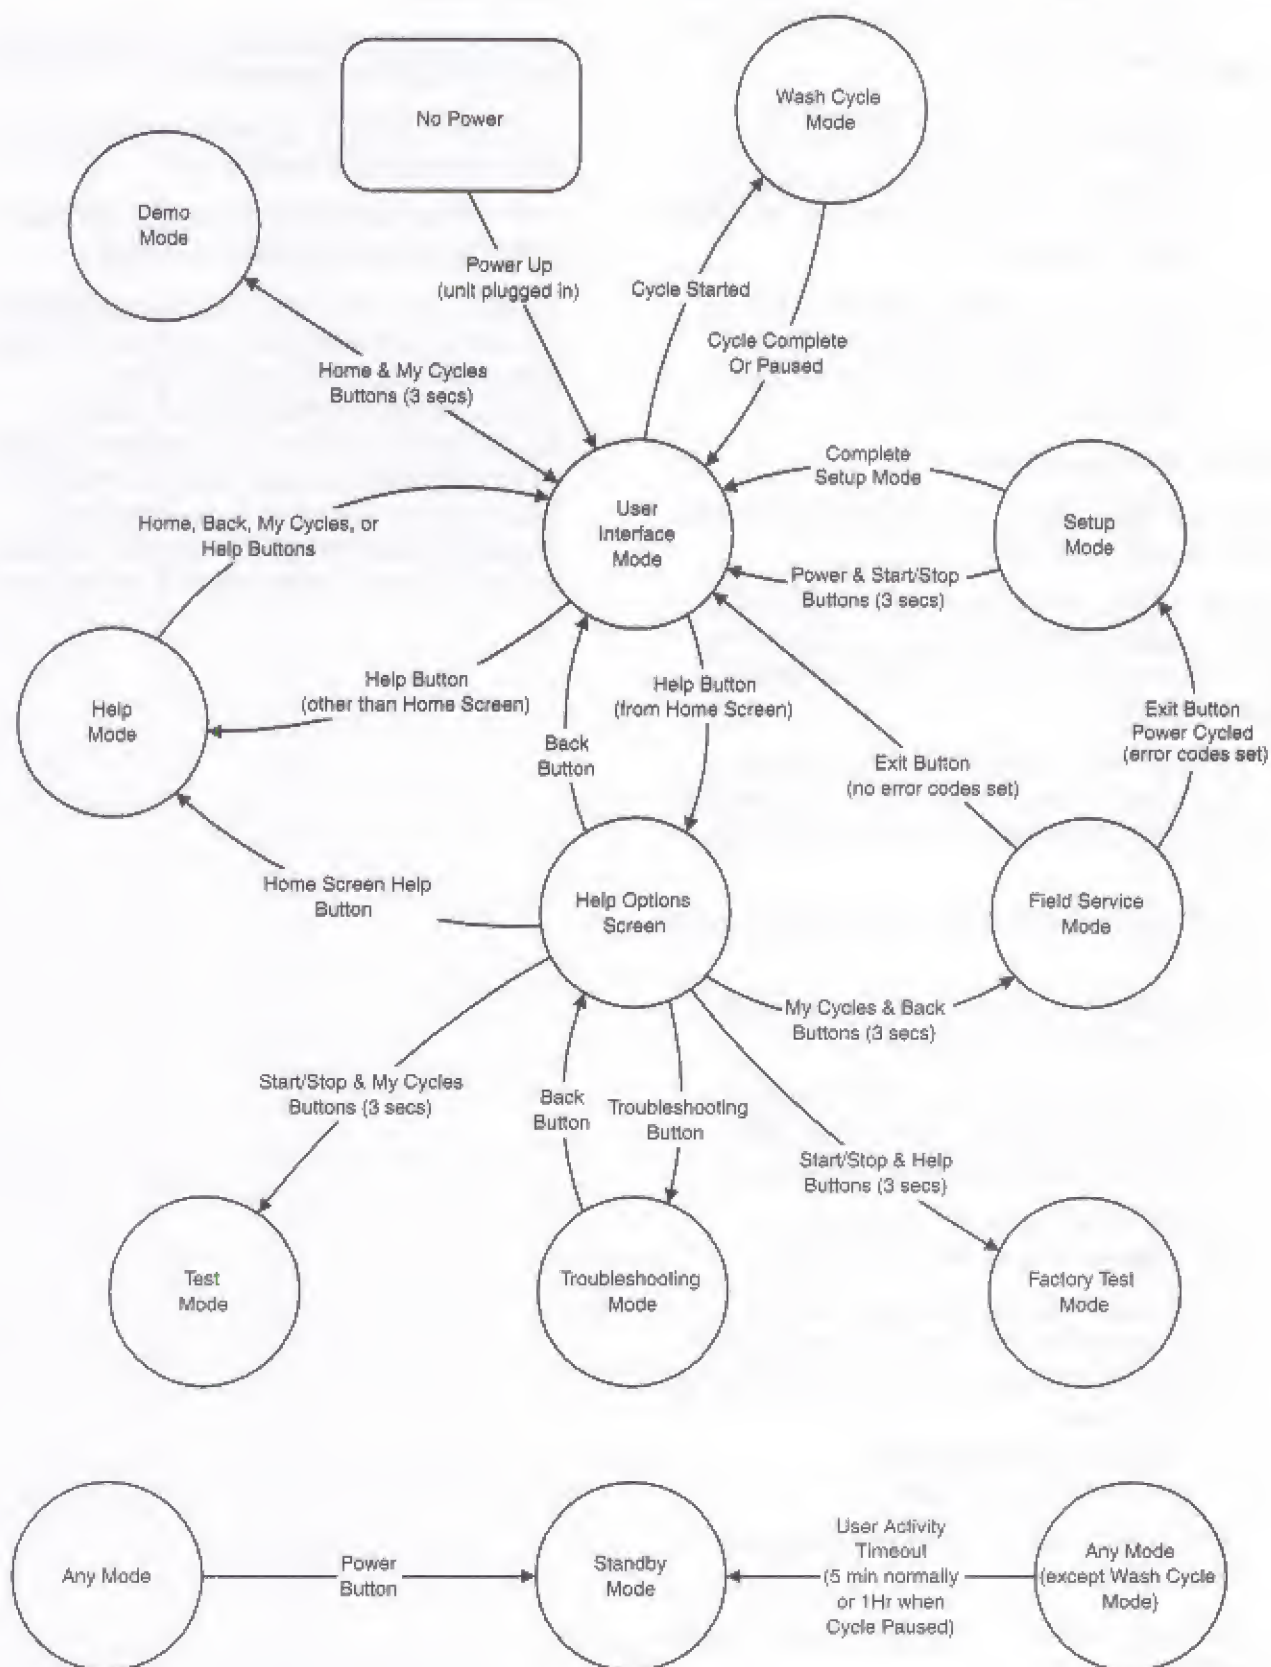 No Power
Wash Cycle
Mode
Demo
Mode
Power Up
(unit plugged in)
Cycle Started
Cycle Complete
Or Paused
Home & My Cycles
Buttons (3 secs)
Complete
Setup Mode
User
Interface
Mode
Setup
Mode
Home, Back, My Cycles, or
Help Buttons
Power & Start/Stop
Buttons (3 secs)
Help Button
(other than Home Screen)
Help Button
(from Home Screen)
Help
Mode
Back
Button
Exit Button
(no error codes set)
Exit Button
Power Cycled
(error codes set)
Home Screen Help
Button
Help Options
Screen
Field Service
Mode
My Cycles & Back
Buttons (3 secs)
Start/Stop & My Cycles
Buttons (3 secs)
Back
Button
Troubleshooting
Button
Start/Stop & Help
Buttons (3 secs)
Test
Mode
Troubleshooting
Mode
Factory Test
Mode
Any Mode
Power
Button
Standby
Mode
User Activity
Timeout
(5 min normally
or 1Hr when
Cycle Paused)
Any Mode
(except Wash Cycle
Mode)